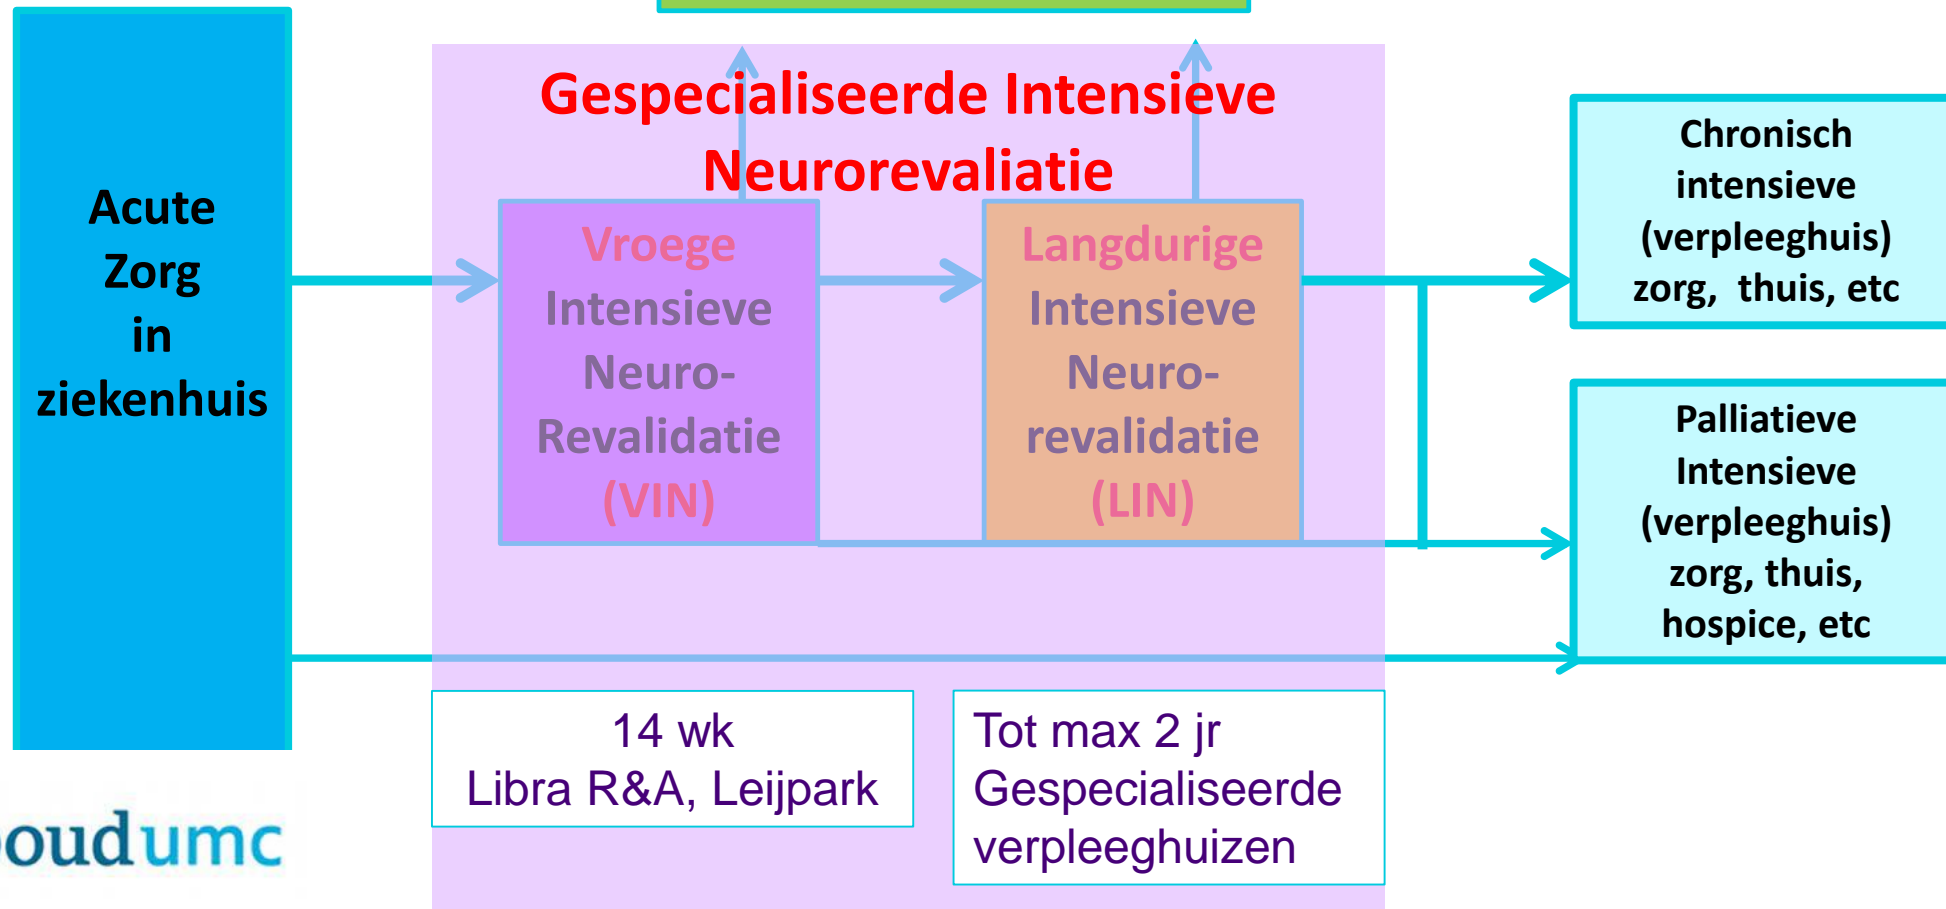 Gespecialiseerde Intensieve
Neurorevaliatie
Acute
Zorg
in
ziekenhuis
Vroege
Intensieve
Neuro-
Revalidatie
(VIN)
Langdurige
Intensieve
Neuro-
revalidatie
(LIN)
Chronisch
intensieve
(verpleeghuis)
zorg, thuis, etc
Palliatieve
Intensieve
(verpleeghuis)
zorg, thuis,
hospice, etc
14 wk
Libra R&A, Leijpark
Tot max 2 jr
Gespecialiseerde
verpleeghuizen
oudumc